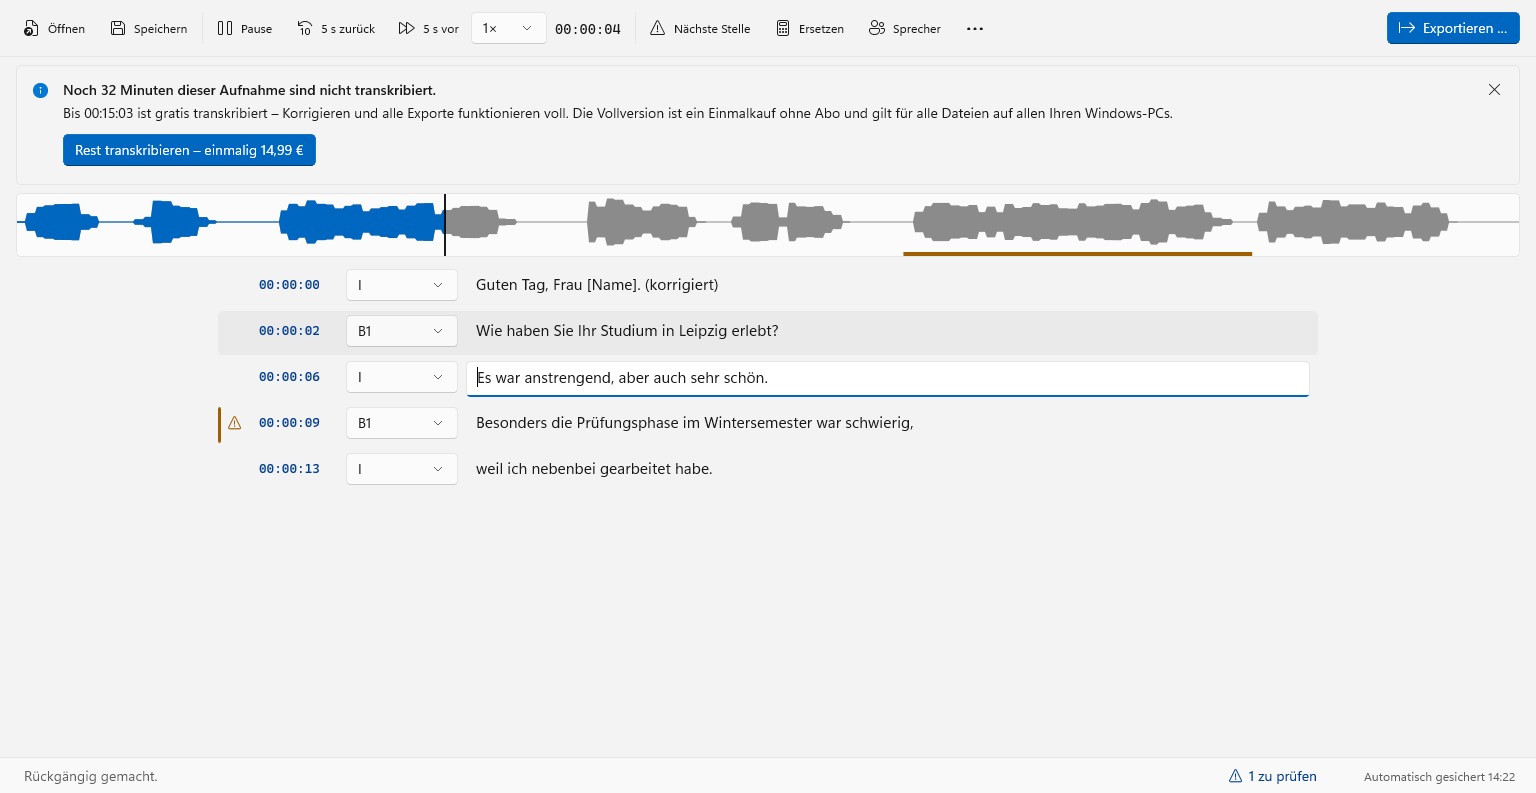 Öffnen Speichern Pause 10 5 s zurück 5 s vor 1× 00:00:04 Nächste Stelle Ersetzen Sprecher ··· Exportieren ...
Noch 32 Minuten dieser Aufnahme sind nicht transkribiert.
Bis 00:15:03 ist gratis transkribiert – Korrigieren und alle Exporte funktionieren voll. Die Vollversion ist ein Einmalkauf ohne Abo und gilt für alle Dateien auf allen Ihren Windows-PCs.
Rest transkribieren – einmalig 14,99 €
00:00:00 I Guten Tag, Frau [Name]. (korrigiert)
00:00:02 B1 Wie haben Sie Ihr Studium in Leipzig erlebt?
00:00:06 I Es war anstrengend, aber auch sehr schön.
00:00:09 B1 Besonders die Prüfungsphase im Wintersemester war schwierig,
00:00:13 I weil ich nebenbei gearbeitet habe.
Rückgängig gemacht. 1 zu prüfen Automatisch gesichert 14:22